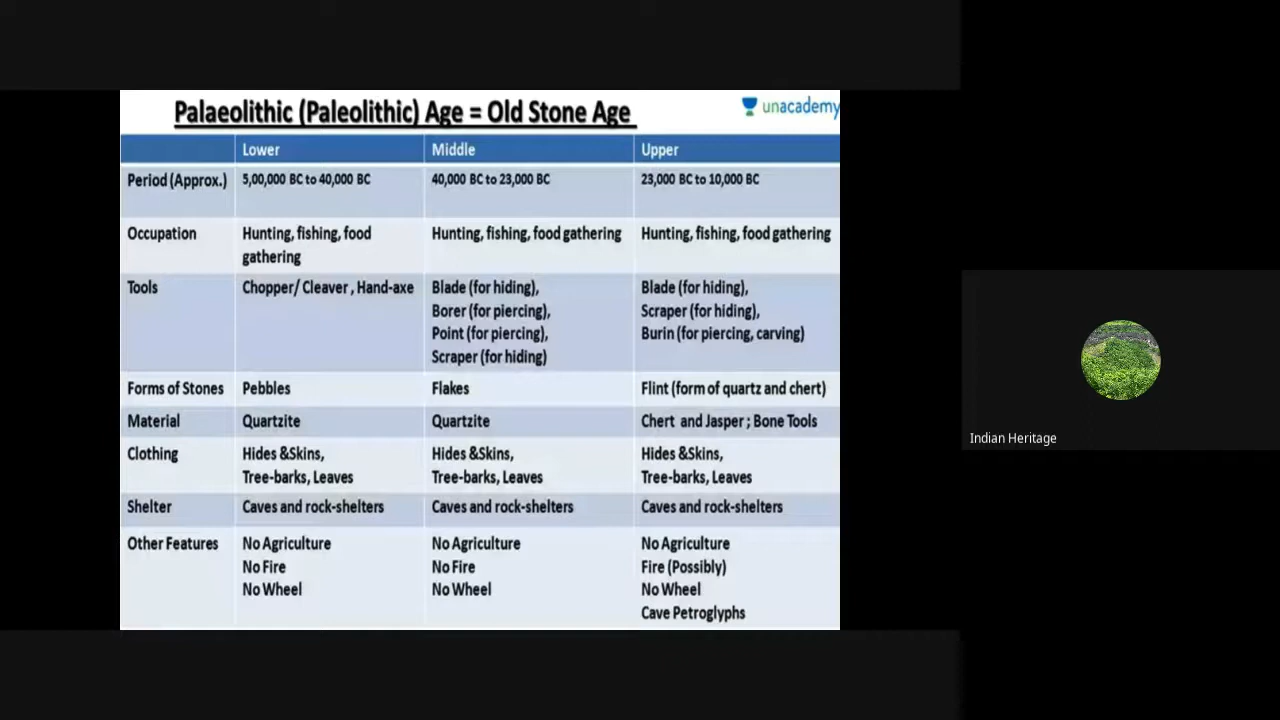 Palaeolithic (Paleolithic) Age = Old Stone Age
unacademy
Lower Middle Upper
Period (Approx.) 5,00,000 BC to 40,000 BC 40,000 BC to 23,000 BC 23,000 BC to 10,000 BC
Occupation Hunting, fishing, food Hunting, fishing, food gathering Hunting, fishing, food gathering
gathering
Tools Chopper/ Cleaver , Hand-axe Blade (for hiding), Blade (for hiding),
Borer (for piercing), Scraper (for hiding),
Point (for piercing), Burin (for piercing, carving)
Scraper (for hiding)
Forms of Stones Pebbles Flakes Flint (form of quartz and chert)
Material Quartzite Quartzite Chert and Jasper ; Bone Tools
Clothing Hides &Skins, Hides &Skins, Hides &Skins,
Tree-barks, Leaves Tree-barks, Leaves Tree-barks, Leaves
Shelter Caves and rock-shelters Caves and rock-shelters Caves and rock-shelters
Other Features No Agriculture No Agriculture No Agriculture
No Fire No Fire Fire (Possibly)
No Wheel No Wheel No Wheel
Cave Petroglyphs
Indian Heritage